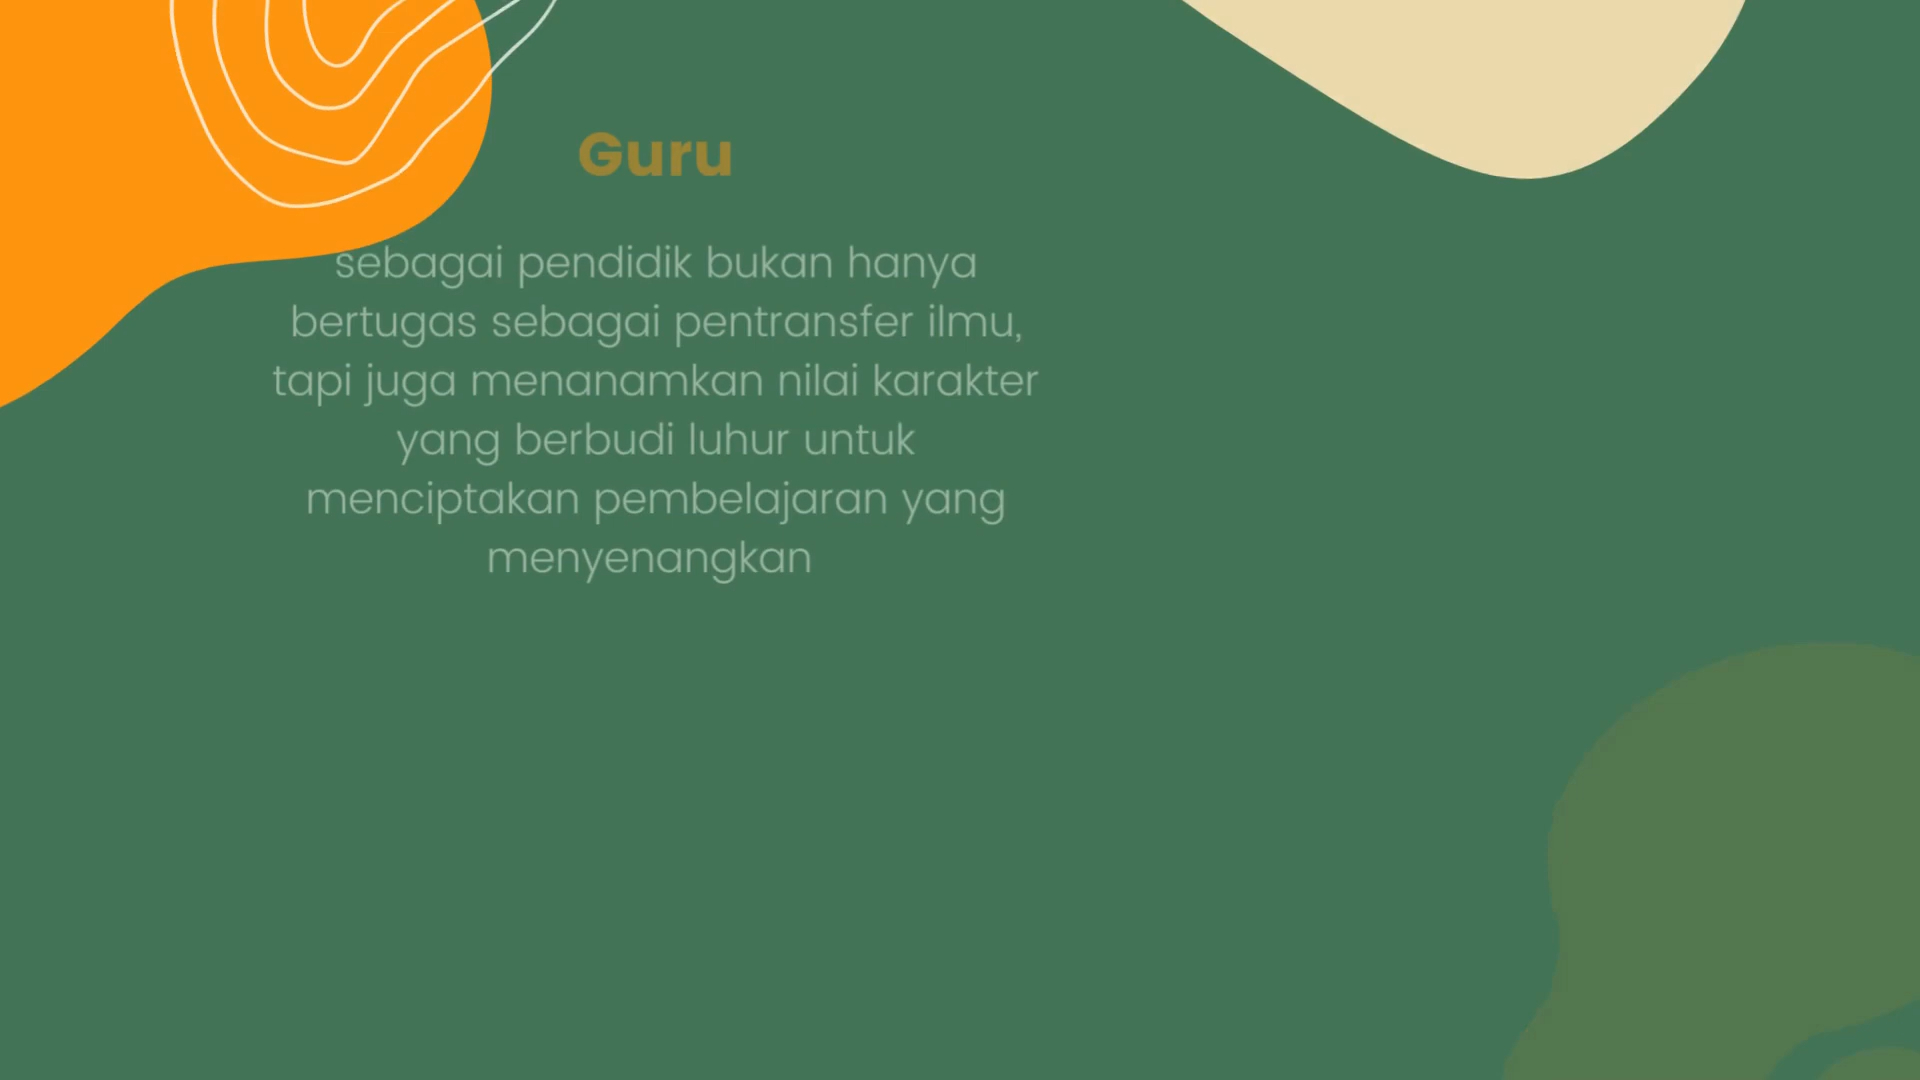 Guru
sebagai pendidik bukan hanya
bertugas sebagai pentransfer ilmu,
tapi juga menanamkan nilai karakter
yang berbudi luhur untuk
menciptakan pembelajaran yang
menyenangkan